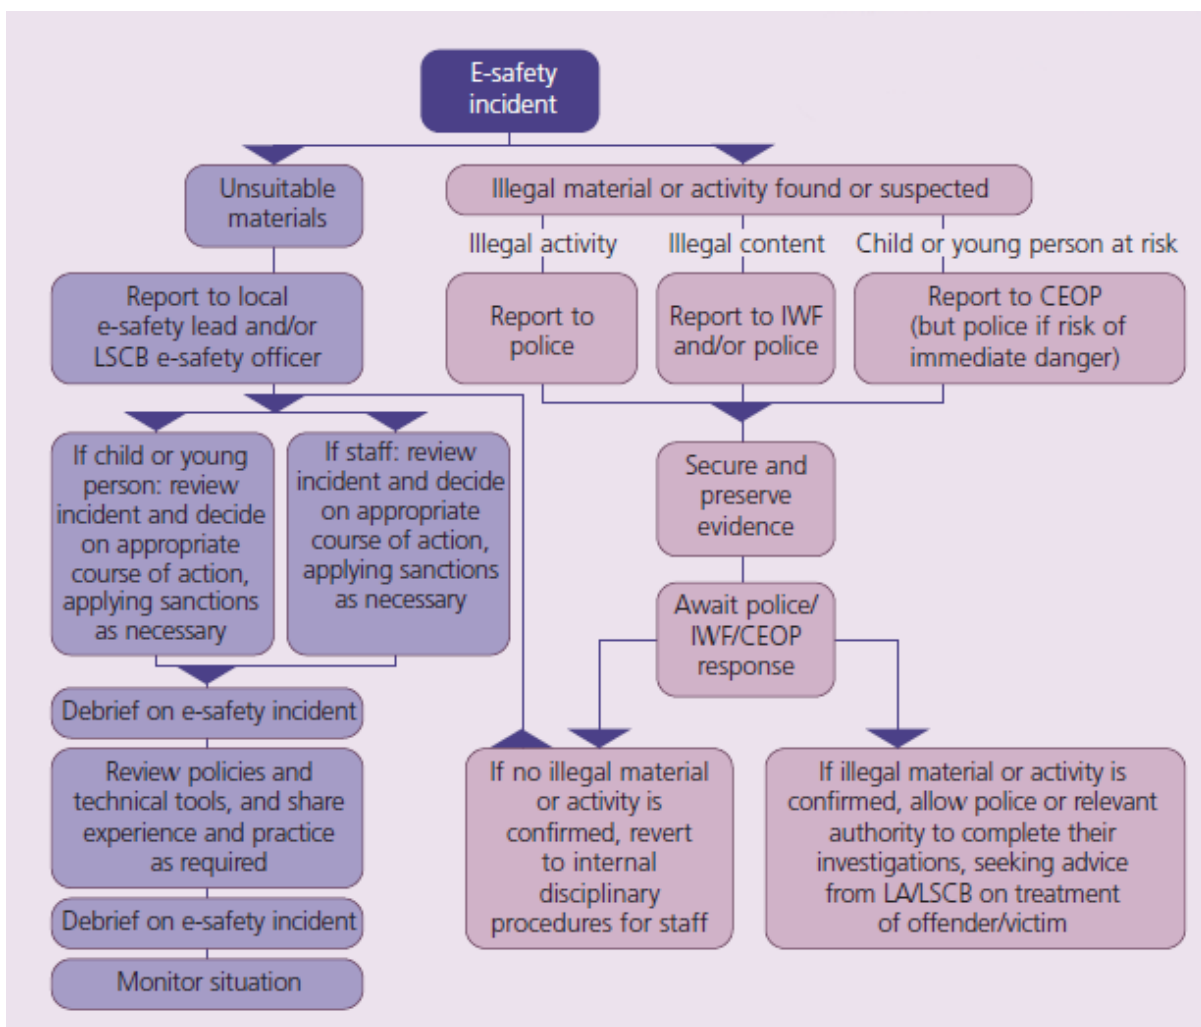 E-safety
incident
Unsuitable
materials
Illegal material or activity found or suspected
Illegal activity
Illegal content
Child or young person at risk
Report to local
e-safety lead and/or
LSCB e-safety officer
Report to
police
Report to IWF
and/or police
Report to CEOP
(but police if risk of
immediate danger)
If child or young
person: review
incident and decide
on appropriate
course of action,
applying sanctions
as necessary
If staff: review
incident and decide
on appropriate
course of action,
applying sanctions
as necessary
Secure and
preserve
evidence
Await police/
IWF/CEOP
response
Debrief on e-safety incident
Review policies and
technical tools, and share
experience and practice
as required
Debrief on e-safety incident
Monitor situation
If no illegal material
or activity is
confirmed, revert
to internal
disciplinary
procedures for staff
If illegal material or activity is
confirmed, allow police or relevant
authority to complete their
investigations, seeking advice
from LA/LSCB on treatment
of offender/victim